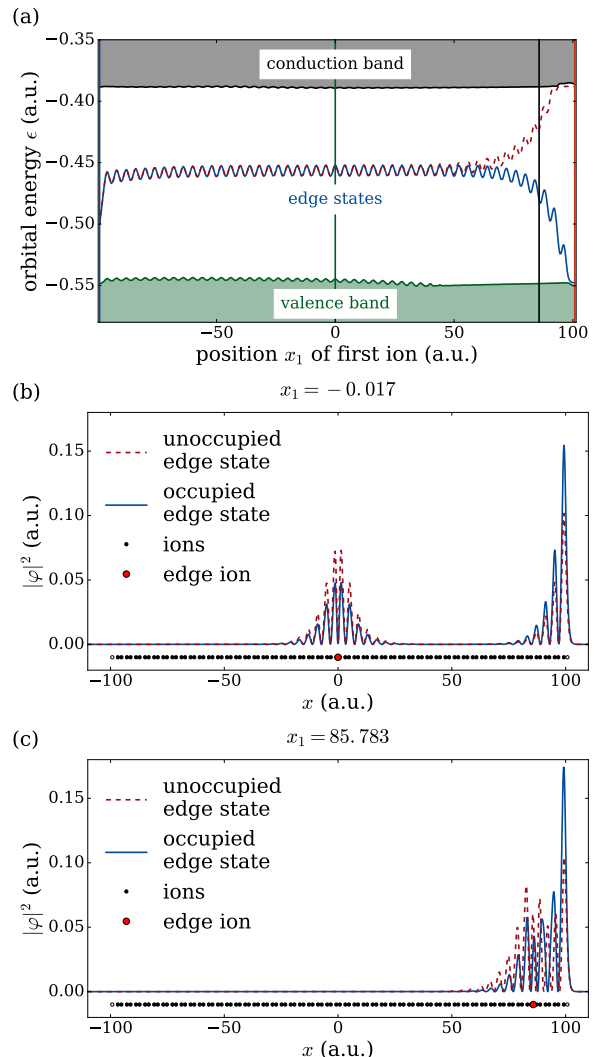 (a)
−0.35
−0.40
−0.45
−0.50
−0.55
orbital energy ϵ (a.u.)
conduction band
edge states
valence band
−50 0 50 100
position x₁ of first ion (a.u.)
(b)
x₁ = − 0.017
0.15
0.10
0.05
0.00
|φ|² (a.u.)
unoccupied
edge state
occupied
edge state
ions
edge ion
−100 −50 0 50 100
x (a.u.)
(c)
x₁ = 85.783
0.15
0.10
0.05
0.00
|φ|² (a.u.)
unoccupied
edge state
occupied
edge state
ions
edge ion
−100 −50 0 50 100
x (a.u.)